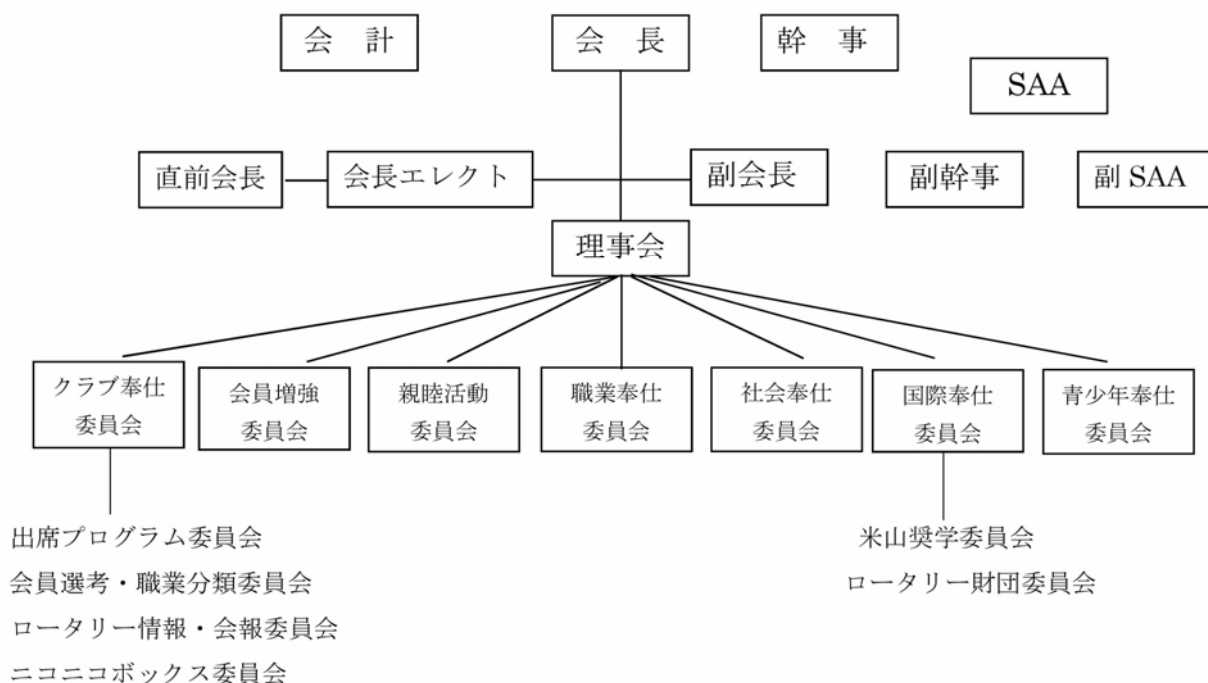 会　計
会　長
幹　事
SAA
直前会長
会長エレクト
副会長
副幹事
副 SAA
理事会
クラブ奉仕
委員会
会員増強
委員会
親睦活動
委員会
職業奉仕
委員会
社会奉仕
委員会
国際奉仕
委員会
青少年奉仕
委員会
出席プログラム委員会
会員選考・職業分類委員会
ロータリー情報・会報委員会
ニコニコボックス委員会
米山奨学委員会
ロータリー財団委員会